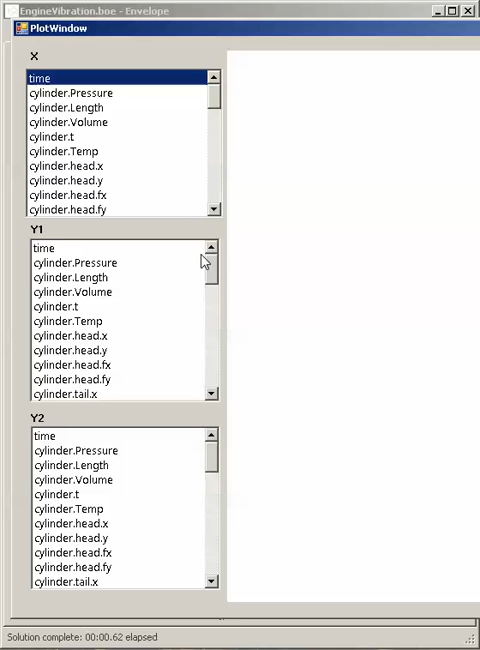 EngineVibration.boe - Envelope
PlotWindow
X
time
cylinder.Pressure
cylinder.Length
cylinder.Volume
cylinder.t
cylinder.Temp
cylinder.head.x
cylinder.head.y
cylinder.head.fx
cylinder.head.fy
Y1
time
cylinder.Pressure
cylinder.Length
cylinder.Volume
cylinder.t
cylinder.Temp
cylinder.head.x
cylinder.head.y
cylinder.head.fx
cylinder.head.fy
cylinder.tail.x
Y2
time
cylinder.Pressure
cylinder.Length
cylinder.Volume
cylinder.t
cylinder.Temp
cylinder.head.x
cylinder.head.y
cylinder.head.fx
cylinder.head.fy
cylinder.tail.x
Solution complete: 00:00.62 elapsed